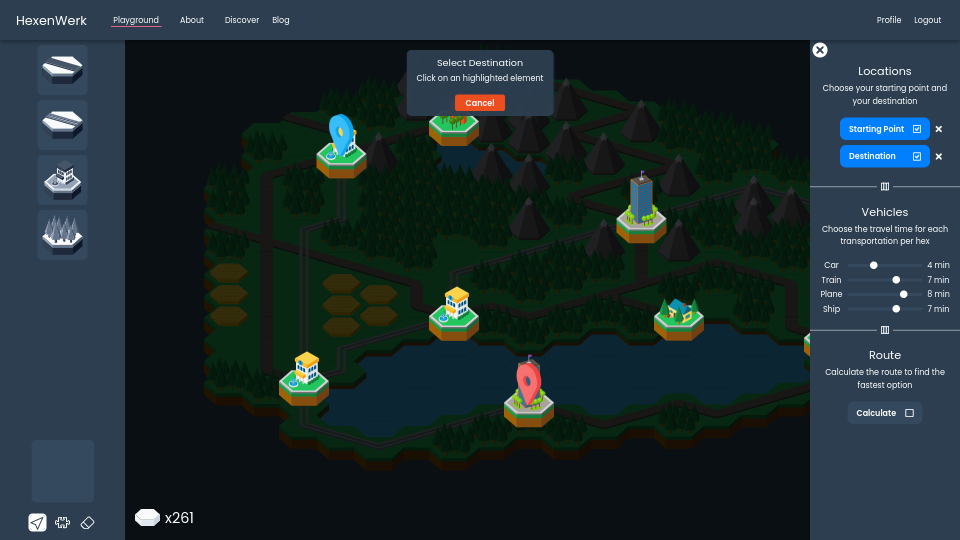 HexenWerk
Playground
About
Discover
Blog
Profile
Logout
Select Destination
Click on an highlighted element
Cancel
Locations
Choose your starting point and
your destination
Starting Point
Destination
Vehicles
Choose the travel time for each
transportation per hex
Car 4 min
Train 7 min
Plane 8 min
Ship 7 min
Route
Calculate the route to find the
fastest option
Calculate
x261